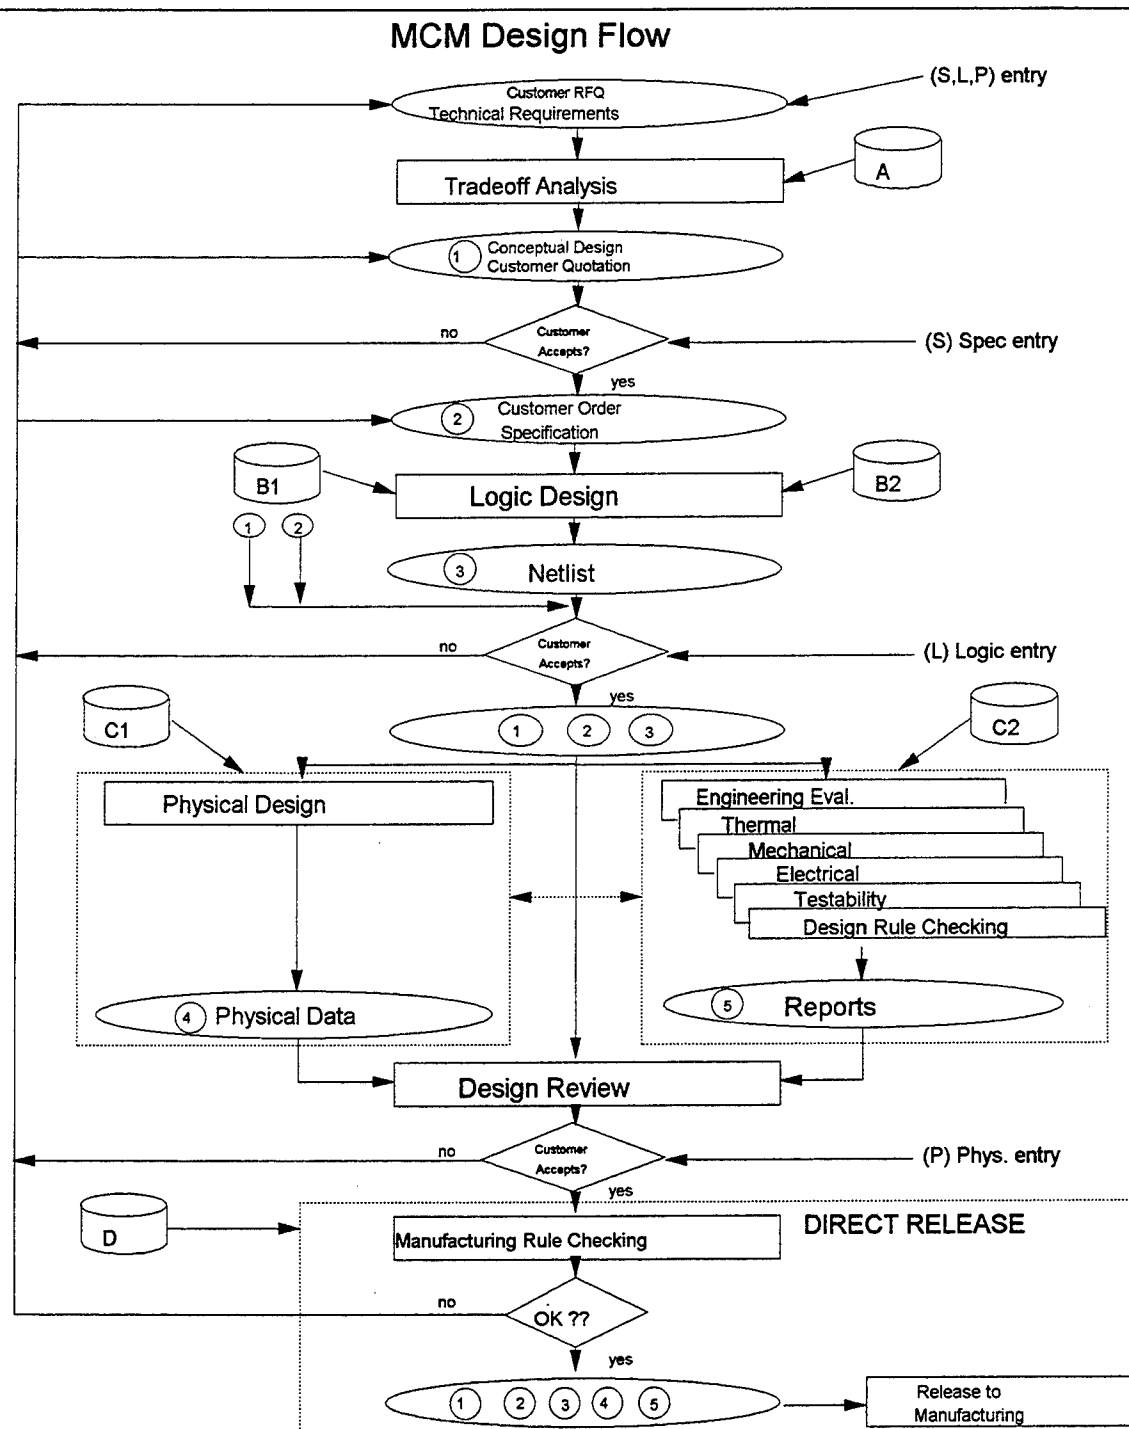 MCM Design Flow
(S,L,P) entry
Customer RFQ
Technical Requirements
A
Tradeoff Analysis
1
Conceptual Design
Customer Quotation
no
Customer
Accepts?
(S) Spec entry
yes
2
Customer Order
Specification
B1
Logic Design
B2
1
2
3
Netlist
no
Customer
Accepts?
(L) Logic entry
yes
C1
1
2
3
C2
Physical Design
Engineering Eval.
Thermal
Mechanical
Electrical
Testability
Design Rule Checking
4
Physical Data
5
Reports
Design Review
no
Customer
Accepts?
(P) Phys. entry
yes
D
Manufacturing Rule Checking
DIRECT RELEASE
no
OK ??
yes
1
2
3
4
5
Release to
Manufacturing